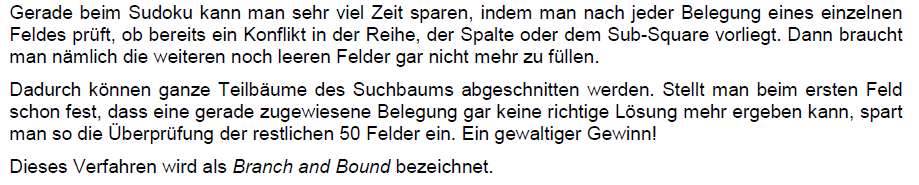 Gerade beim Sudoku kann man sehr viel Zeit sparen, indem man nach jeder Belegung eines einzelnen
Feldes prüft, ob bereits ein Konflikt in der Reihe, der Spalte oder dem Sub-Square vorliegt. Dann braucht
man nämlich die weiteren noch leeren Felder gar nicht mehr zu füllen.
Dadurch können ganze Teilbäume des Suchbaums abgeschnitten werden. Stellt man beim ersten Feld
schon fest, dass eine gerade zugewiesene Belegung gar keine richtige Lösung mehr ergeben kann, spart
man so die Überprüfung der restlichen 50 Felder ein. Ein gewaltiger Gewinn!
Dieses Verfahren wird als Branch and Bound bezeichnet.